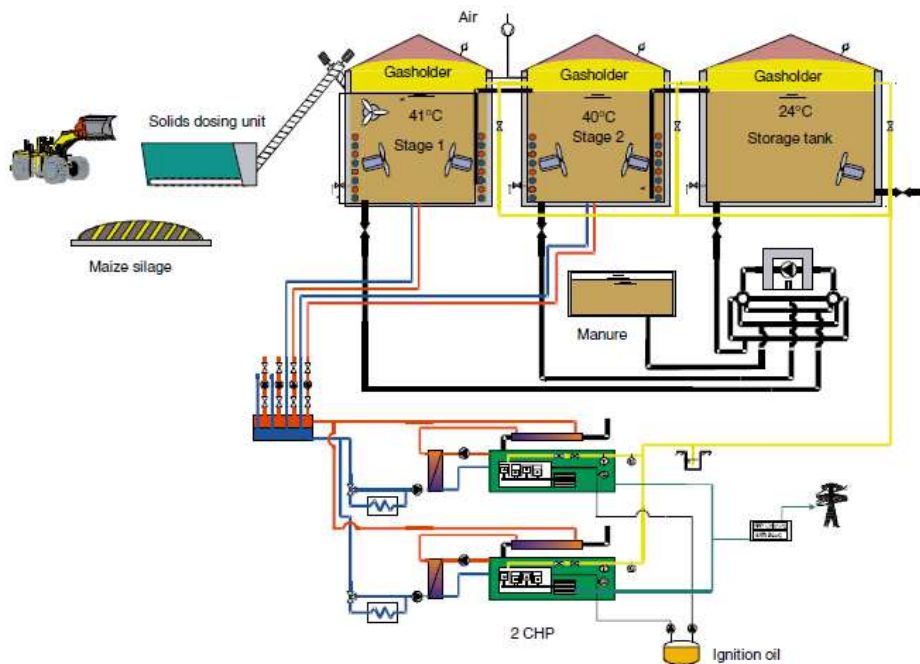 Air
Gasholder
Gasholder
Gasholder
Solids dosing unit
41°C
40°C
24°C
Stage 1
Stage 2
Storage tank
Maize silage
Manure
2 CHP
Ignition oil